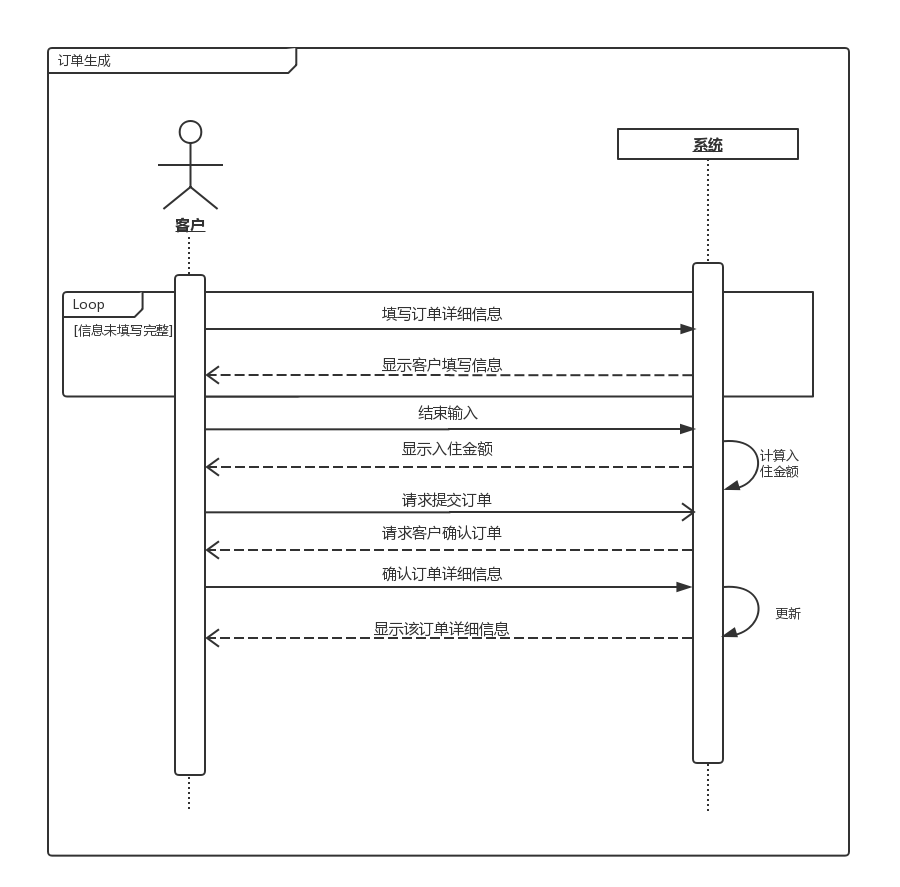 订单生成
系统
客户
Loop
填写订单详细信息
[信息未填写完整]
显示客户填写信息
结束输入
显示入住金额
计算入
住金额
请求提交订单
请求客户确认订单
确认订单详细信息
更新
显示该订单详细信息